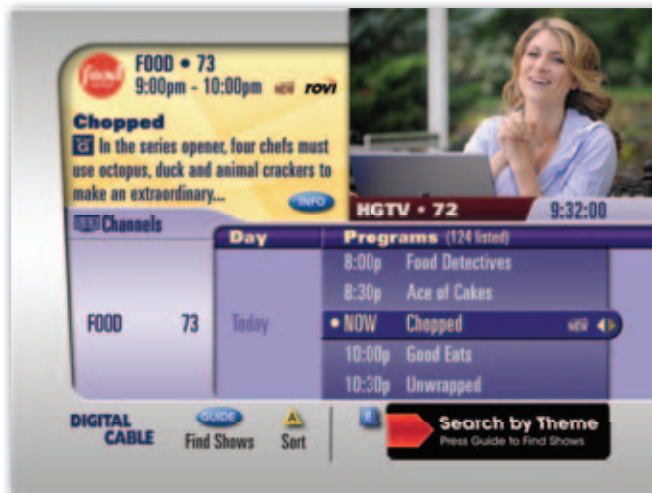 food
FOOD • 73
9:00pm - 10:00pm NEW rovi
Chopped
G In the series opener, four chefs must
use octopus, duck and animal crackers to
make an extraordinary...
INFO
HGTV • 72 9:32:00
Channels
Day Programs (124 listed)
8:00p Food Detectives
8:30p Ace of Cakes
FOOD 73 Today • NOW Chopped NEW
10:00p Good Eats
10:30p Unwrapped
DIGITAL
CABLE
GUIDE
Find Shows
A
Sort
B
Search by Theme
Press Guide to Find Shows